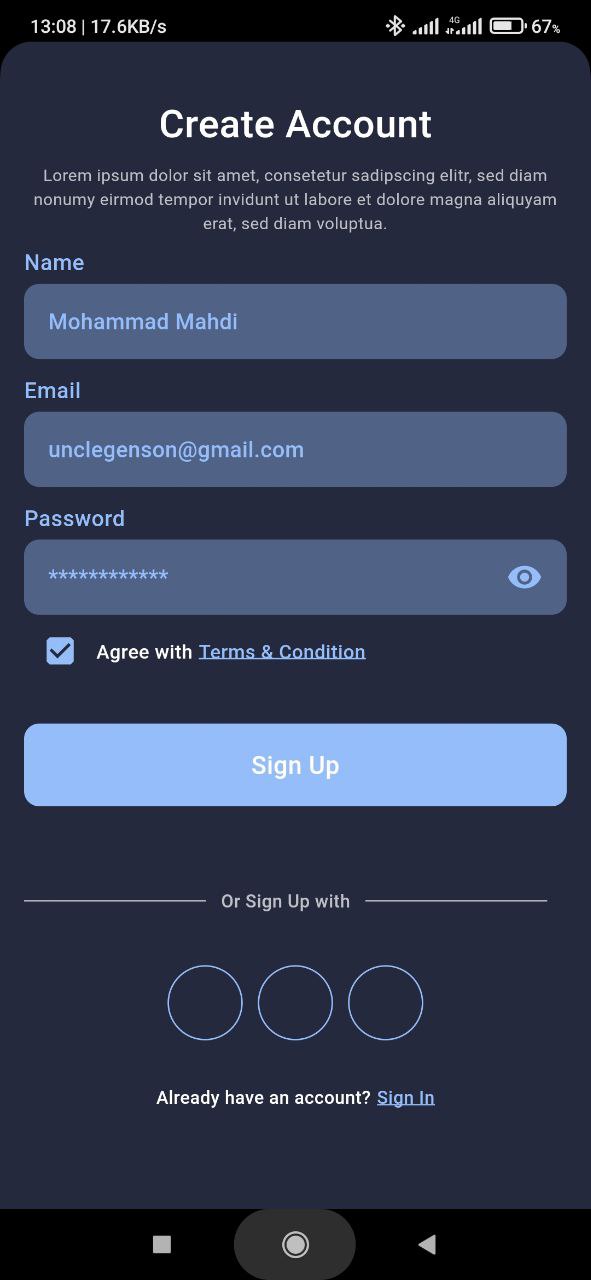 13:08 | 17.6KB/s 4G 67%
Create Account
Lorem ipsum dolor sit amet, consetetur sadipscing elitr, sed diam
nonumy eirmod tempor invidunt ut labore et dolore magna aliquyam
erat, sed diam voluptua.
Name
Mohammad Mahdi
Email
unclegenson@gmail.com
Password
************
Agree with Terms & Condition
Sign Up
Or Sign Up with
Already have an account? Sign In